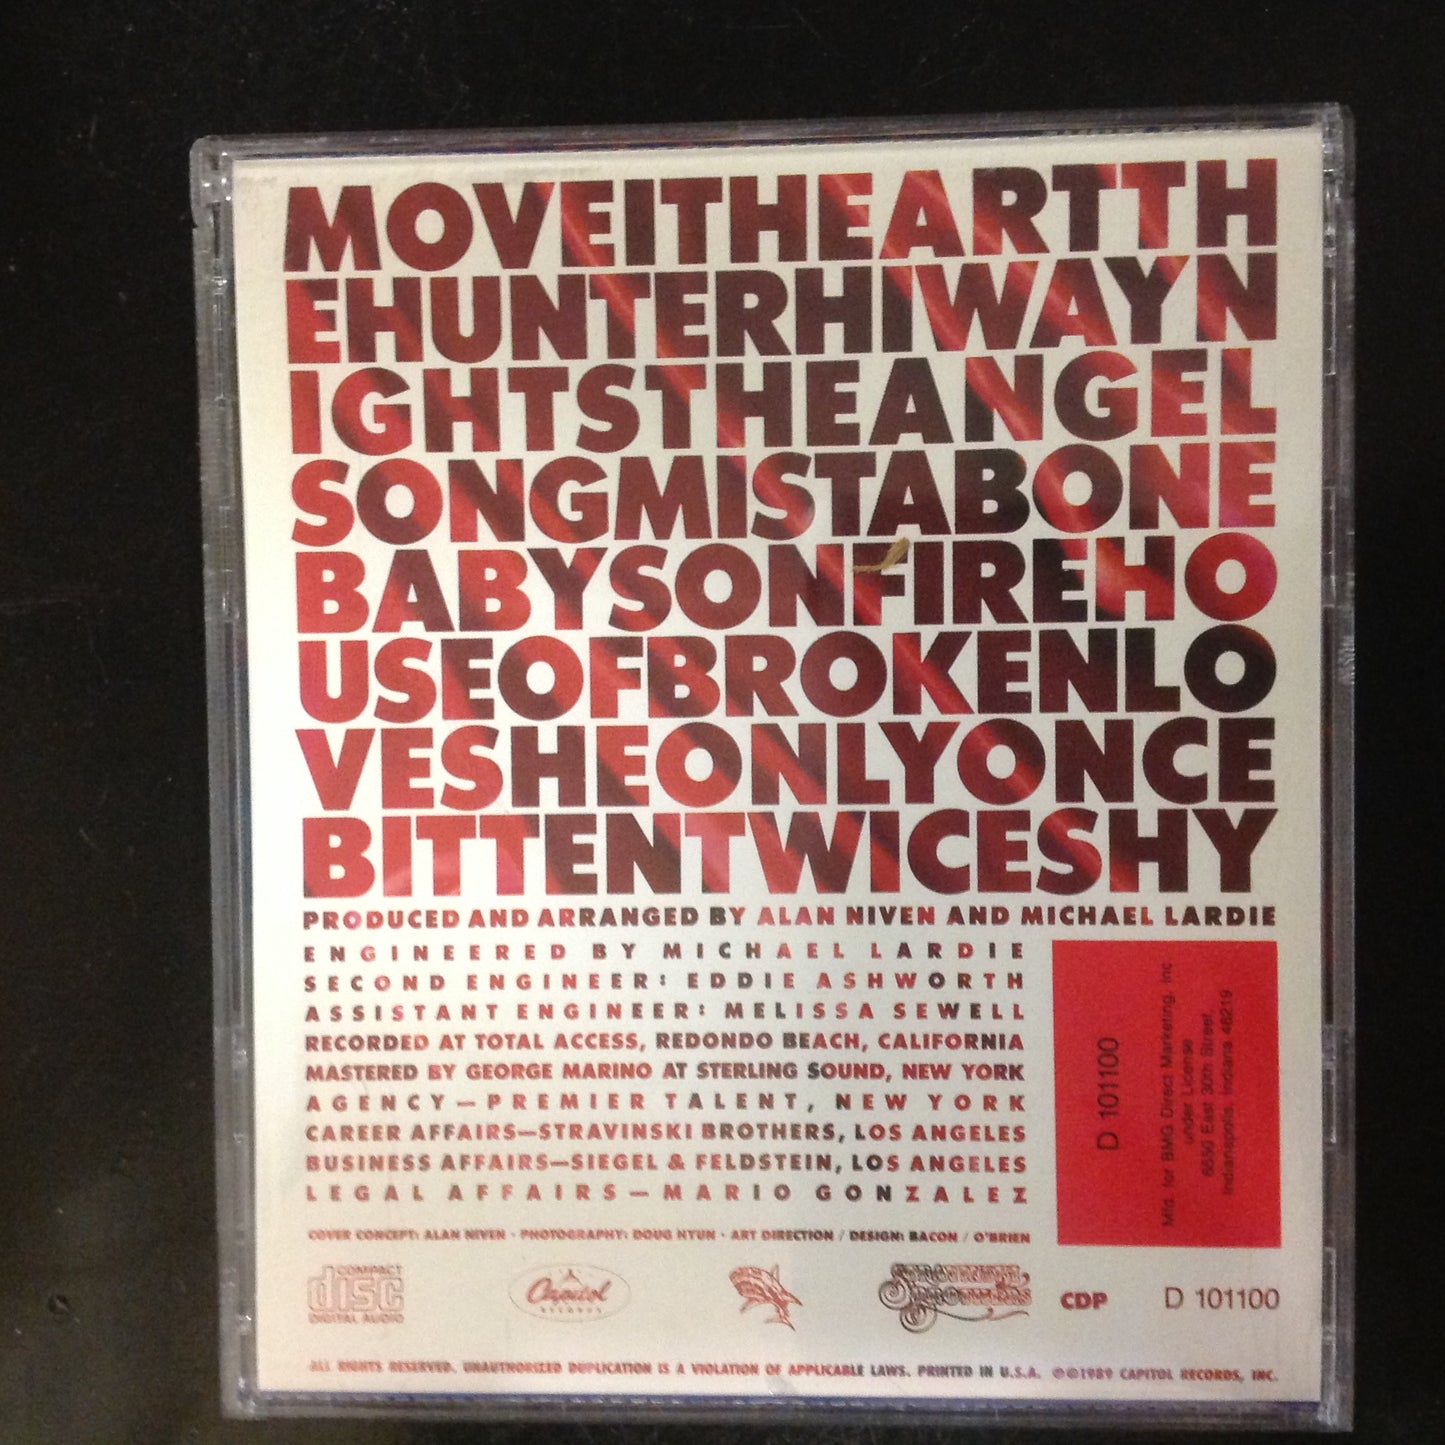 MOVEITHEARTTH
EHUNTERHIWAYN
IGHTSTHEANGEL
SONGMISTABONE
BABYSONFIREHO
USEOFBROKENLO
VESHEONLYONCE
BITTENTWICESHY
PRODUCED AND ARRANGED BY ALAN NIVEN AND MICHAEL LARDIE
ENGINEERED BY MICHAEL LARDIE
SECOND ENGINEER: EDDIE ASHWORTH
ASSISTANT ENGINEER: MELISSA SEWELL
RECORDED AT TOTAL ACCESS, REDONDO BEACH, CALIFORNIA
MASTERED BY GEORGE MARINO AT STERLING SOUND, NEW YORK
AGENCY—PREMIER TALENT, NEW YORK
CAREER AFFAIRS—STRAVINSKI BROTHERS, LOS ANGELES
BUSINESS AFFAIRS—SIEGEL & FELDSTEIN, LOS ANGELES
LEGAL AFFAIRS—MARIO GONZALEZ
COVER CONCEPT: ALAN NIVEN · PHOTOGRAPHY: DOUG HYUN · ART DIRECTION / DESIGN: BACON / O'BRIEN
D 101100
Mfd. for BMG Direct Marketing, Inc
under License
6550 East 30th Street,
Indianapolis, Indiana 46219
COMPACT
disc
DIGITAL AUDIO
Capitol
RECORDS
CDP
D 101100
ALL RIGHTS RESERVED. UNAUTHORIZED DUPLICATION IS A VIOLATION OF APPLICABLE LAWS. PRINTED IN U.S.A. ℗©1989 CAPITOL RECORDS, INC.